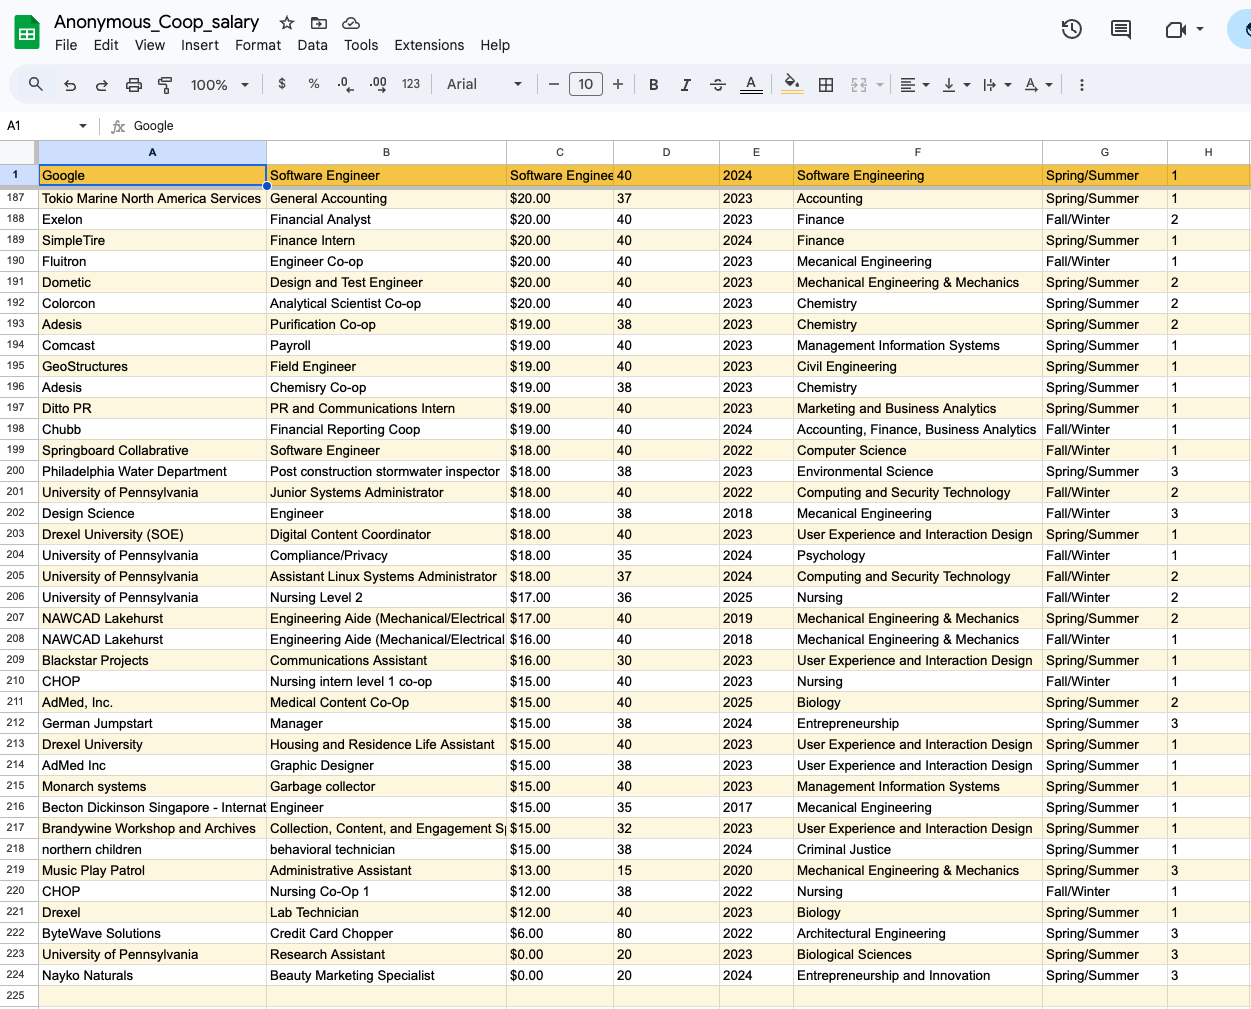 Anonymous_Coop_salary
File Edit View Insert Format Data Tools Extensions Help
100% $ % .0 .00 123 Arial 10 B I A A
A1 fx Google
A B C D E F G H
1 Google Software Engineer Software Enginee 40 2024 Software Engineering Spring/Summer 1
187 Tokio Marine North America Services General Accounting $20.00 37 2023 Accounting Spring/Summer 1
188 Exelon Financial Analyst $20.00 40 2023 Finance Fall/Winter 2
189 SimpleTire Finance Intern $20.00 40 2024 Finance Spring/Summer 1
190 Fluitron Engineer Co-op $20.00 40 2023 Mecanical Engineering Fall/Winter 1
191 Dometic Design and Test Engineer $20.00 40 2023 Mechanical Engineering & Mechanics Spring/Summer 2
192 Colorcon Analytical Scientist Co-op $20.00 40 2023 Chemistry Spring/Summer 2
193 Adesis Purification Co-op $19.00 38 2023 Chemistry Spring/Summer 2
194 Comcast Payroll $19.00 40 2023 Management Information Systems Spring/Summer 1
195 GeoStructures Field Engineer $19.00 40 2023 Civil Engineering Spring/Summer 1
196 Adesis Chemisry Co-op $19.00 38 2023 Chemistry Spring/Summer 1
197 Ditto PR PR and Communications Intern $19.00 40 2023 Marketing and Business Analytics Spring/Summer 1
198 Chubb Financial Reporting Coop $19.00 40 2024 Accounting, Finance, Business Analytics Fall/Winter 1
199 Springboard Collabrative Software Engineer $18.00 40 2022 Computer Science Fall/Winter 1
200 Philadelphia Water Department Post construction stormwater inspector $18.00 38 2023 Environmental Science Spring/Summer 3
201 University of Pennsylvania Junior Systems Administrator $18.00 40 2022 Computing and Security Technology Fall/Winter 2
202 Design Science Engineer $18.00 38 2018 Mecanical Engineering Fall/Winter 3
203 Drexel University (SOE) Digital Content Coordinator $18.00 40 2023 User Experience and Interaction Design Spring/Summer 1
204 University of Pennsylvania Compliance/Privacy $18.00 35 2024 Psychology Fall/Winter 1
205 University of Pennsylvania Assistant Linux Systems Administrator $18.00 37 2024 Computing and Security Technology Fall/Winter 2
206 University of Pennsylvania Nursing Level 2 $17.00 36 2025 Nursing Fall/Winter 2
207 NAWCAD Lakehurst Engineering Aide (Mechanical/Electrical $17.00 40 2019 Mechanical Engineering & Mechanics Spring/Summer 2
208 NAWCAD Lakehurst Engineering Aide (Mechanical/Electrical $16.00 40 2018 Mechanical Engineering & Mechanics Fall/Winter 1
209 Blackstar Projects Communications Assistant $16.00 30 2023 User Experience and Interaction Design Spring/Summer 1
210 CHOP Nursing intern level 1 co-op $15.00 40 2023 Nursing Fall/Winter 1
211 AdMed, Inc. Medical Content Co-Op $15.00 40 2025 Biology Spring/Summer 2
212 German Jumpstart Manager $15.00 38 2024 Entrepreneurship Spring/Summer 3
213 Drexel University Housing and Residence Life Assistant $15.00 40 2023 User Experience and Interaction Design Spring/Summer 1
214 AdMed Inc Graphic Designer $15.00 38 2023 User Experience and Interaction Design Spring/Summer 1
215 Monarch systems Garbage collector $15.00 40 2023 Management Information Systems Spring/Summer 1
216 Becton Dickinson Singapore - Internat Engineer $15.00 35 2017 Mecanical Engineering Spring/Summer 1
217 Brandywine Workshop and Archives Collection, Content, and Engagement S $15.00 32 2023 User Experience and Interaction Design Spring/Summer 1
218 northern children behavioral technician $15.00 38 2024 Criminal Justice Spring/Summer 1
219 Music Play Patrol Administrative Assistant $13.00 15 2020 Mechanical Engineering & Mechanics Spring/Summer 3
220 CHOP Nursing Co-Op 1 $12.00 38 2022 Nursing Fall/Winter 1
221 Drexel Lab Technician $12.00 40 2023 Biology Spring/Summer 1
222 ByteWave Solutions Credit Card Chopper $6.00 80 2022 Architectural Engineering Spring/Summer 3
223 University of Pennsylvania Research Assistant $0.00 20 2023 Biological Sciences Spring/Summer 3
224 Nayko Naturals Beauty Marketing Specialist $0.00 20 2024 Entrepreneurship and Innovation Spring/Summer 3
225